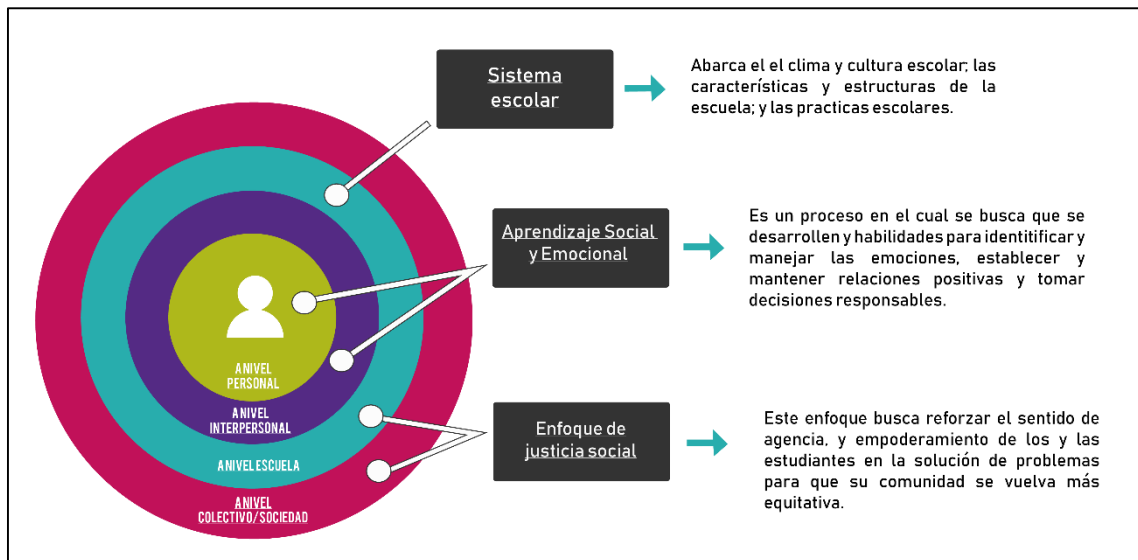 Sistema
escolar
Abarca el el clima y cultura escolar; las
características y estructuras de la
escuela; y las practicas escolares.
Aprendizaje Social
y Emocional
Es un proceso en el cual se busca que se
desarrollen y habilidades para identitificar y
manejar las emociones, establecer y
mantener relaciones positivas y tomar
decisiones responsables.
Enfoque de
justicia social
Este enfoque busca reforzar el sentido de
agencia, y empoderamiento de los y las
estudiantes en la solución de problemas
para que su comunidad se vuelva más
equitativa.
A NIVEL
PERSONAL
A NIVEL
INTERPERSONAL
A NIVEL ESCUELA
A NIVEL
COLECTIVO/SOCIEDAD